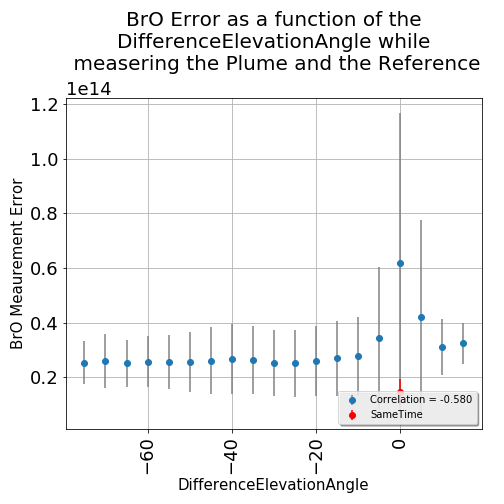 BrO Error as a function of the
DifferenceElevationAngle while
measering the Plume and the Reference
1e14
1.2
1.0
0.8
0.6
0.4
0.2
BrO Meaurement Error
Correlation = -0.580
SameTime
−60
−40
−20
0
DifferenceElevationAngle